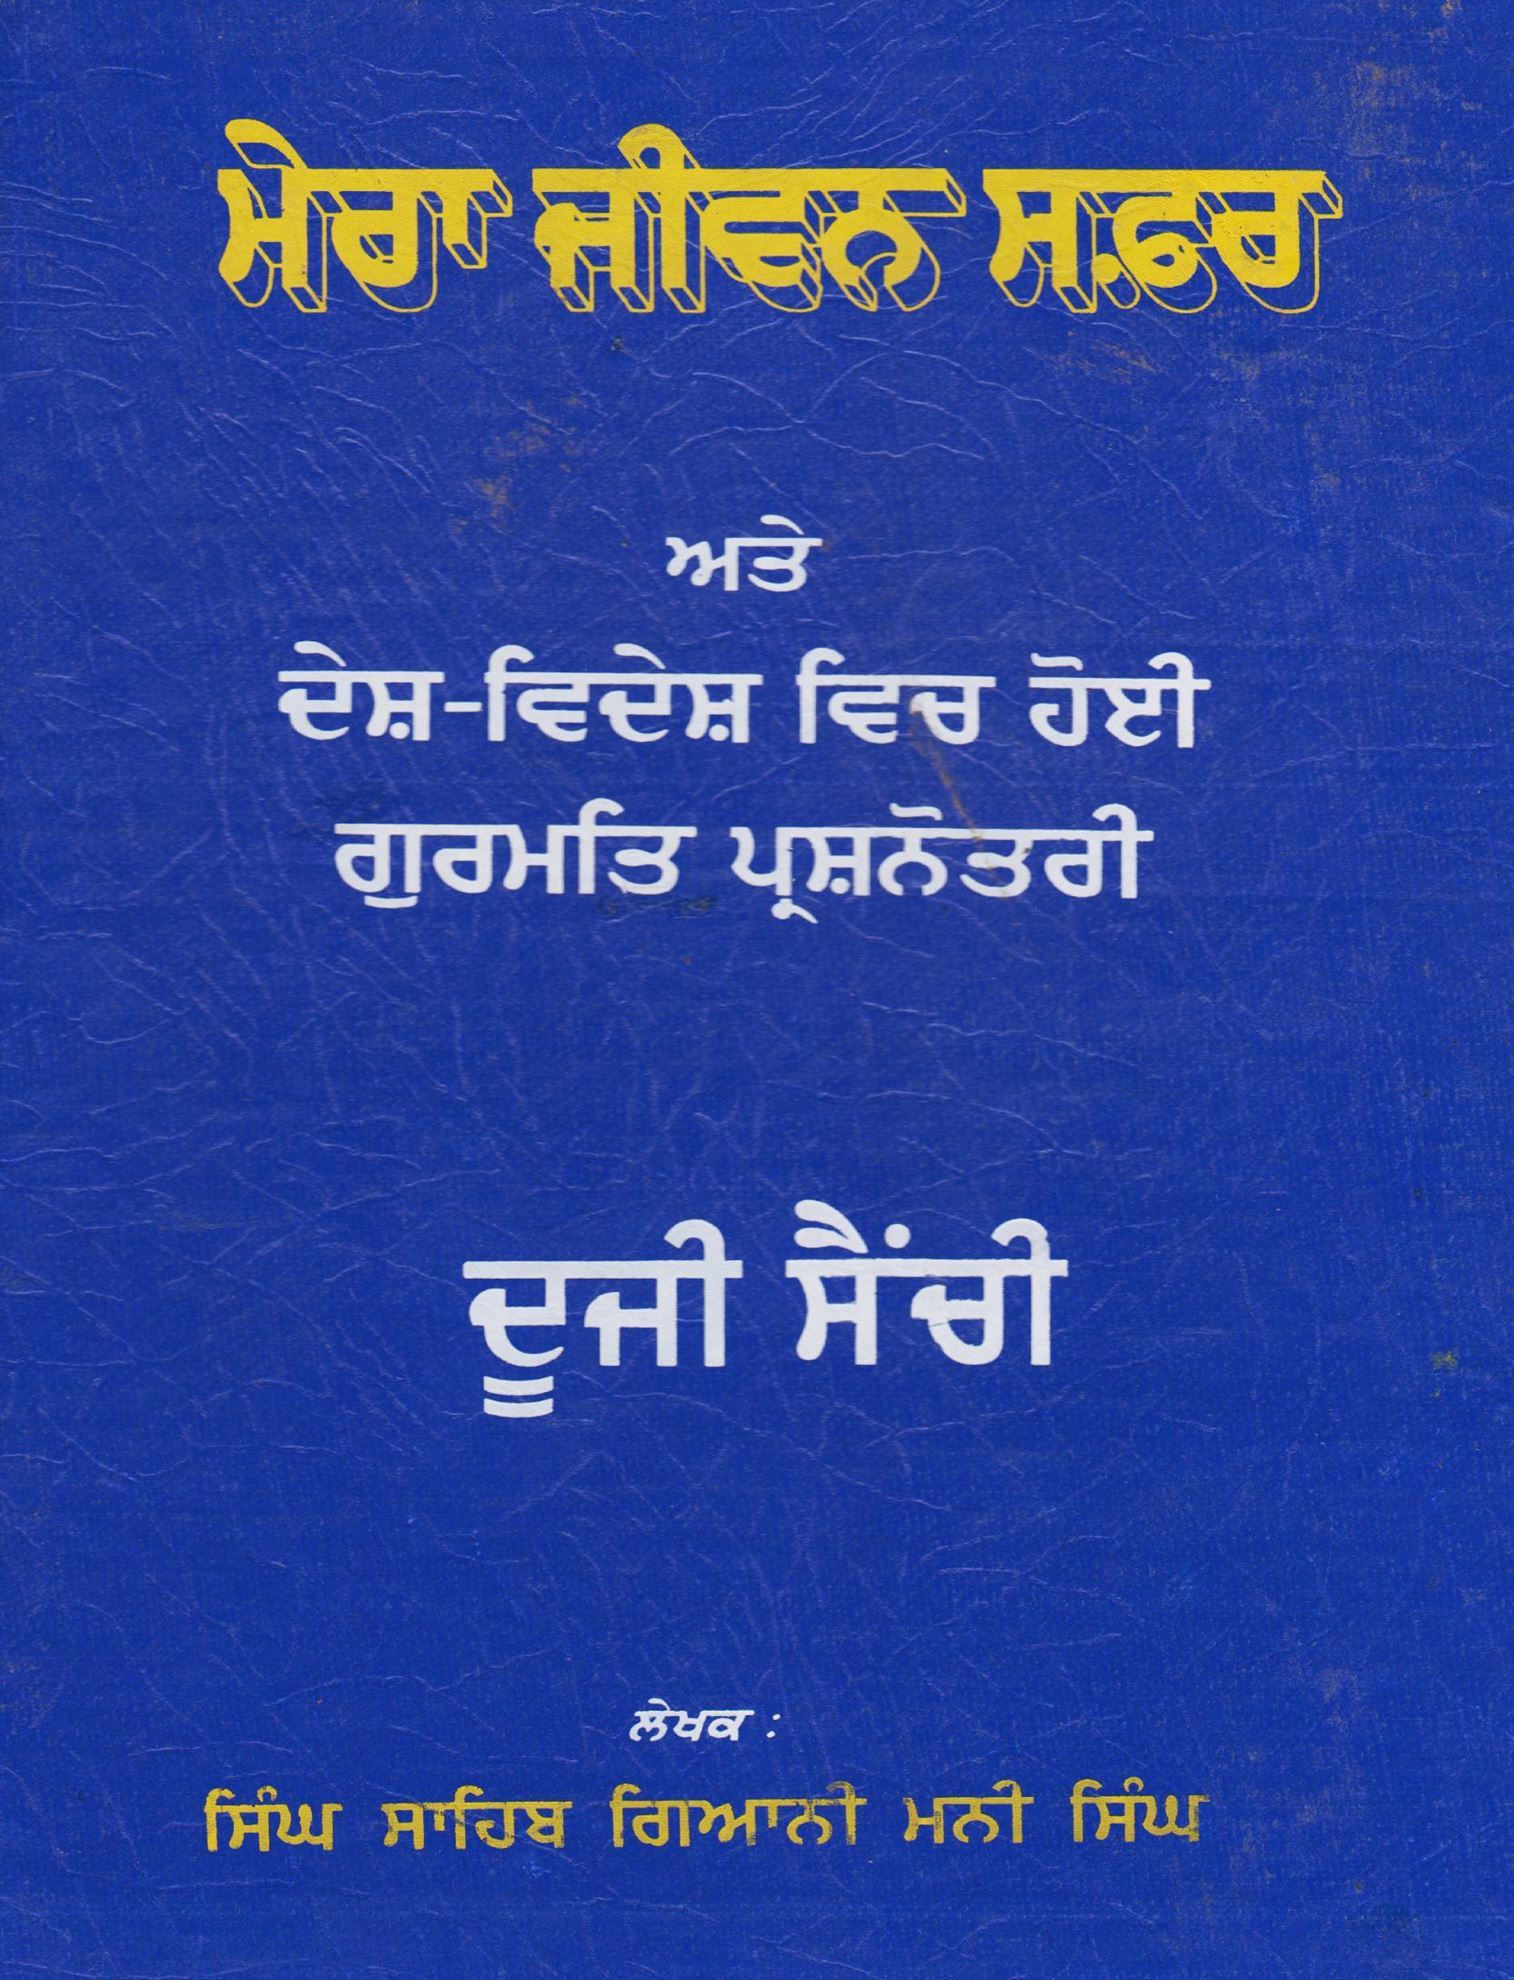 ਮੇਰਾ ਜੀਵਨ ਸਫ਼ਰ
ਅਤੇ
ਦੇਸ਼-ਵਿਦੇਸ਼ ਵਿਚ ਹੋਈ
ਗੁਰਮਤਿ ਪ੍ਰਸ਼ਨੋਤਰੀ
ਦੂਜੀ ਸੈਂਚੀ
ਲੇਖਕ :
ਸਿੰਘ ਸਾਹਿਬ ਗਿਆਨੀ ਮਨੀ ਸਿੰਘ